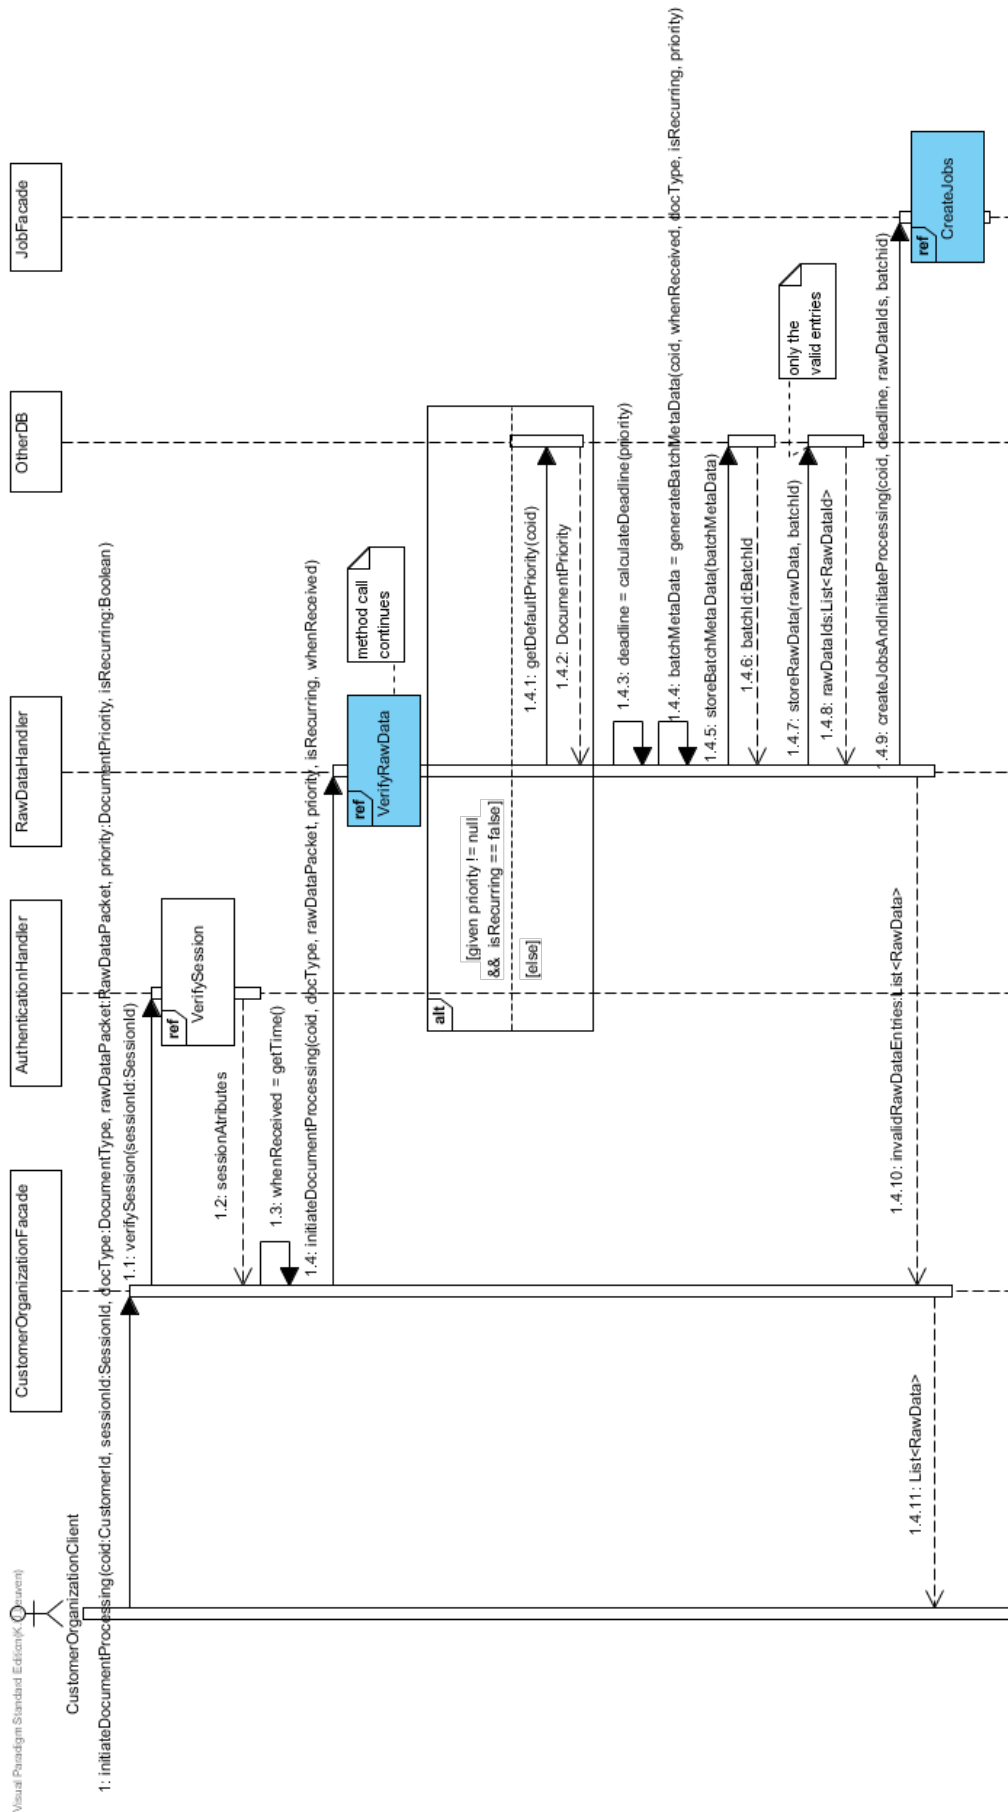 Visual Paradigm Standard Edition(K.U.Leuven)
CustomerOrganizationClient
CustomerOrganizationFacade
AuthenticationHandler
RawDataHandler
OtherDB
JobFacade
1: initiateDocumentProcessing(coid:CustomerId, sessionId:SessionId, docType:DocumentType, rawDataPacket:RawDataPacket, priority:DocumentPriority, isRecurring:Boolean)
1.1: verifySession(sessionId:SessionId)
ref
VerifySession
1.2: sessionAtributes
1.3: whenReceived = getTime()
1.4: initiateDocumentProcessing(coid, docType, rawDataPacket, priority, isRecurring, whenReceived)
ref
VerifyRawData
method call
continues
alt
[given priority != null
&& isRecurring == false]
[else]
1.4.1: getDefaultPriority(coid)
1.4.2: DocumentPriority
1.4.3: deadline = calculateDeadline(priority)
1.4.4: batchMetaData = generateBatchMetaData(coid, whenReceived, docType, isRecurring, priority)
1.4.5: storeBatchMetaData(batchMetaData)
1.4.6: batchId:BatchId
only the
valid entries
1.4.7: storeRawData(rawData, batchId)
1.4.8: rawDataIds:List<RawDataId>
1.4.9: createJobsAndInitiateProcessing(coid, deadline, rawDataIds, batchid)
ref
CreateJobs
1.4.10: invalidRawDataEntries:List<RawData>
1.4.11: List<RawData>